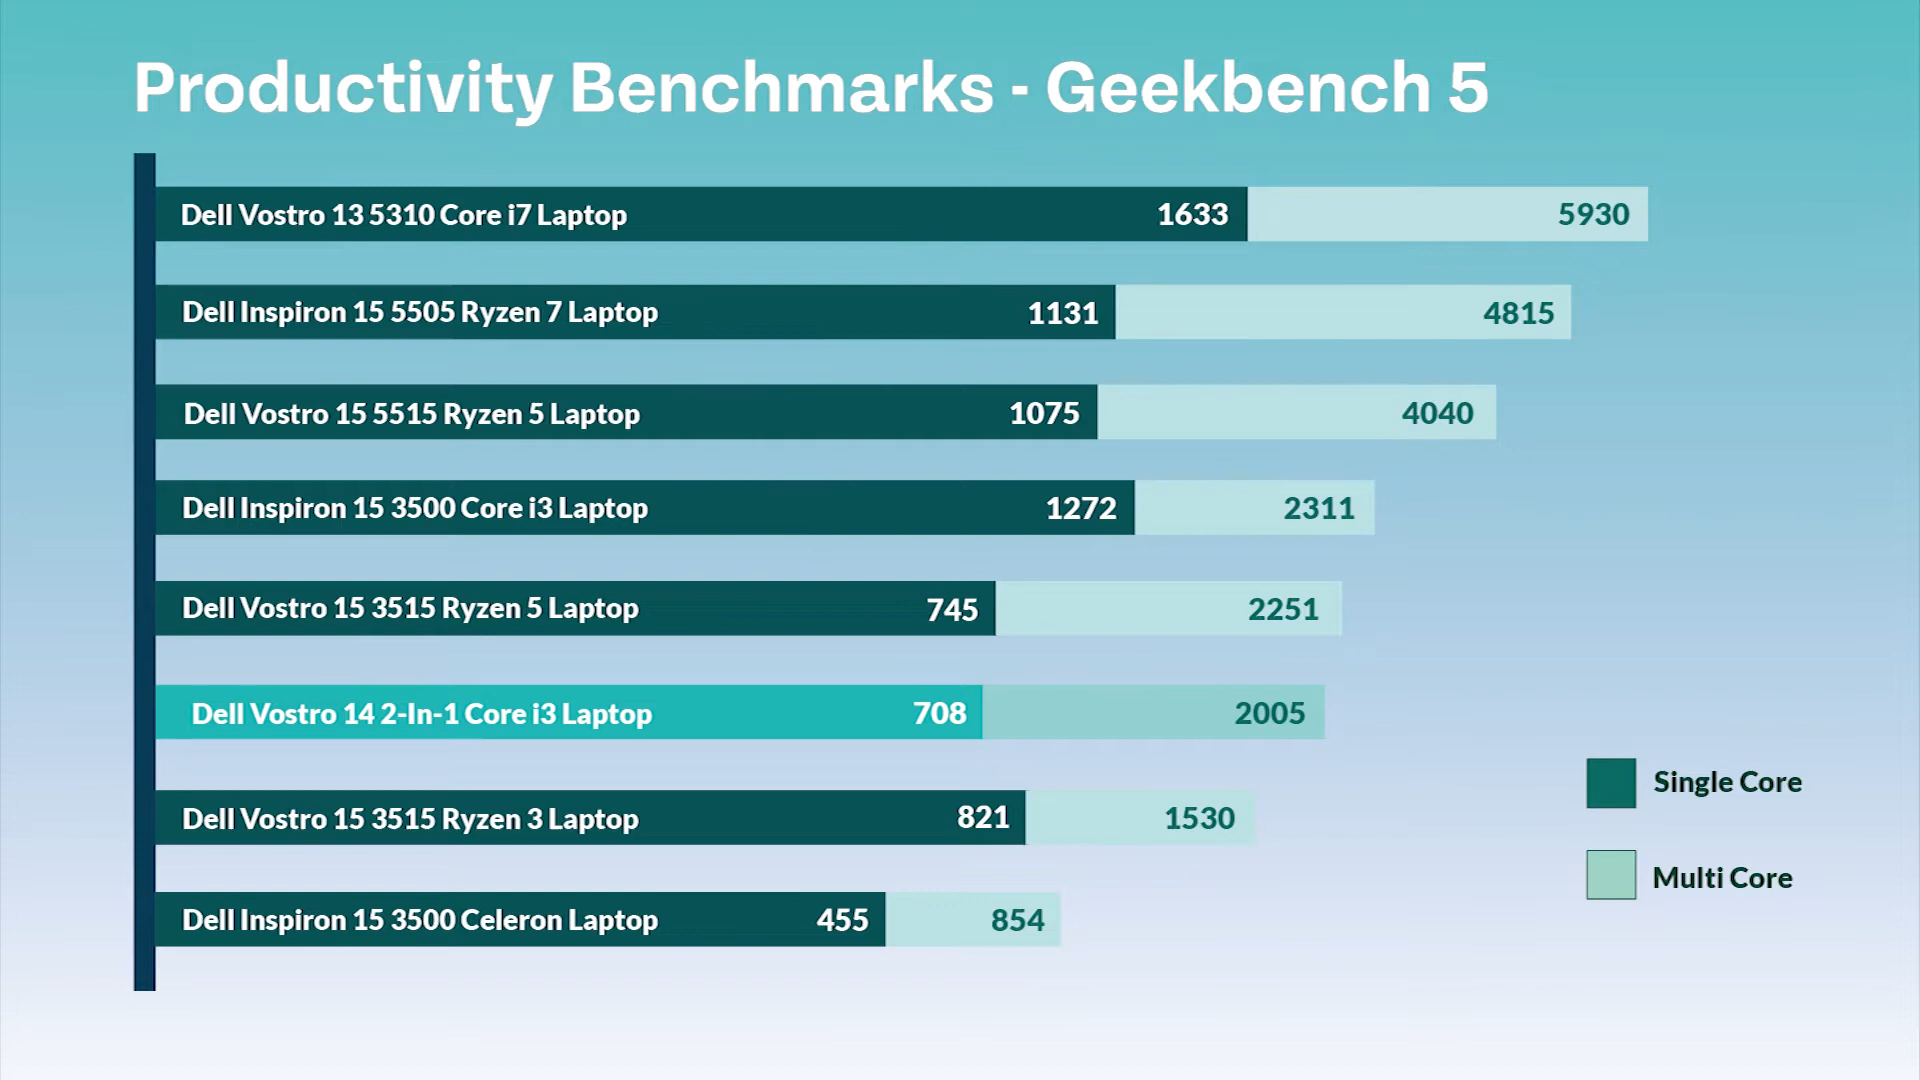 Productivity Benchmarks - Geekbench 5
Dell Vostro 13 5310 Core i7 Laptop 1633 5930
Dell Inspiron 15 5505 Ryzen 7 Laptop 1131 4815
Dell Vostro 15 5515 Ryzen 5 Laptop 1075 4040
Dell Inspiron 15 3500 Core i3 Laptop 1272 2311
Dell Vostro 15 3515 Ryzen 5 Laptop 745 2251
Dell Vostro 14 2-In-1 Core i3 Laptop 708 2005
Dell Vostro 15 3515 Ryzen 3 Laptop 821 1530
Dell Inspiron 15 3500 Celeron Laptop 455 854
Single Core
Multi Core